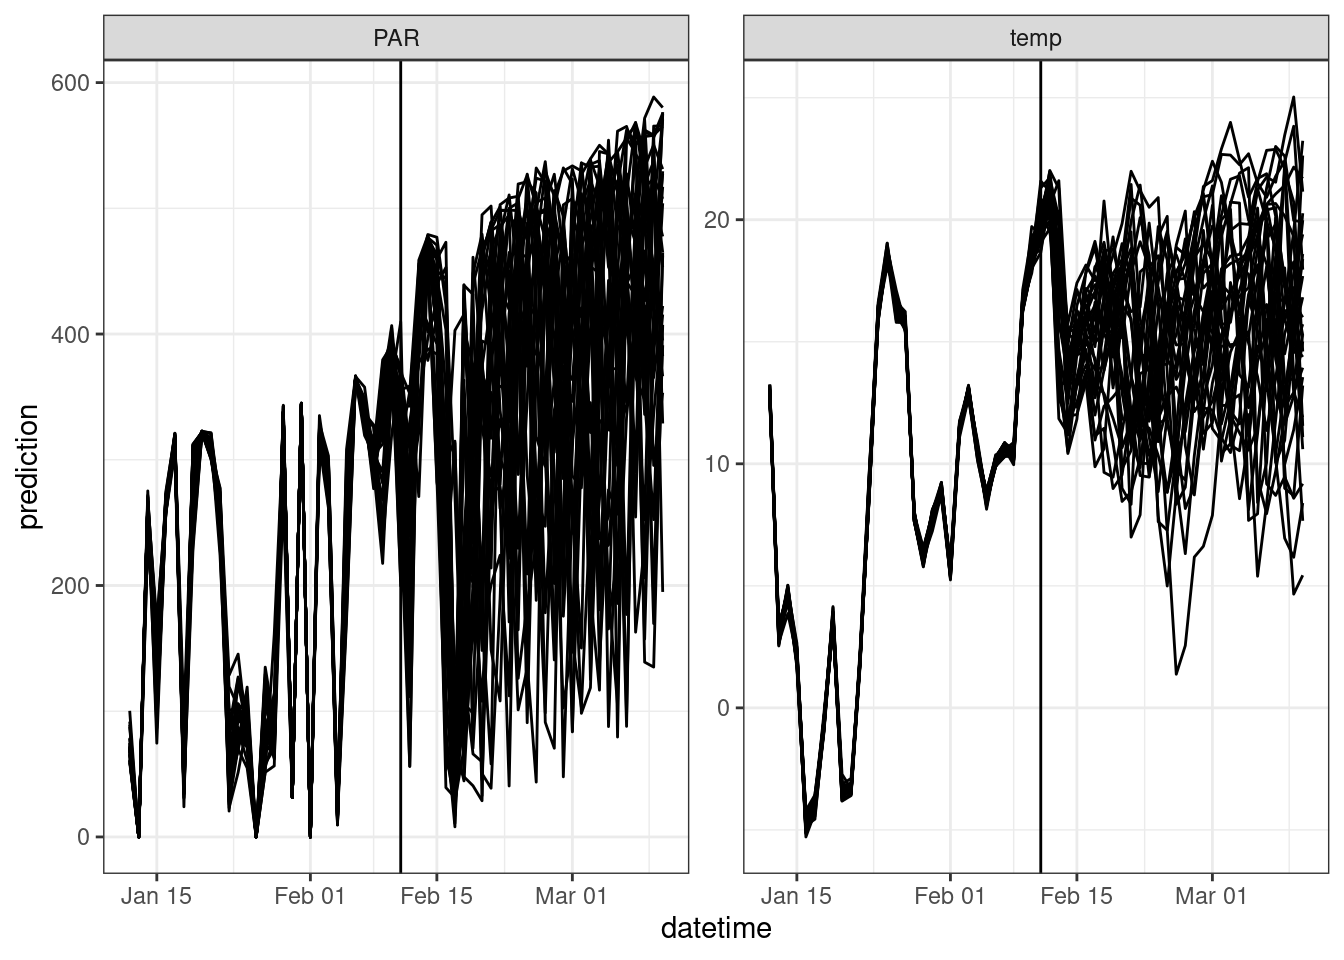 PAR
temp
prediction
600
400
200
0
20
10
0
Jan 15
Feb 01
Feb 15
Mar 01
Jan 15
Feb 01
Feb 15
Mar 01
datetime